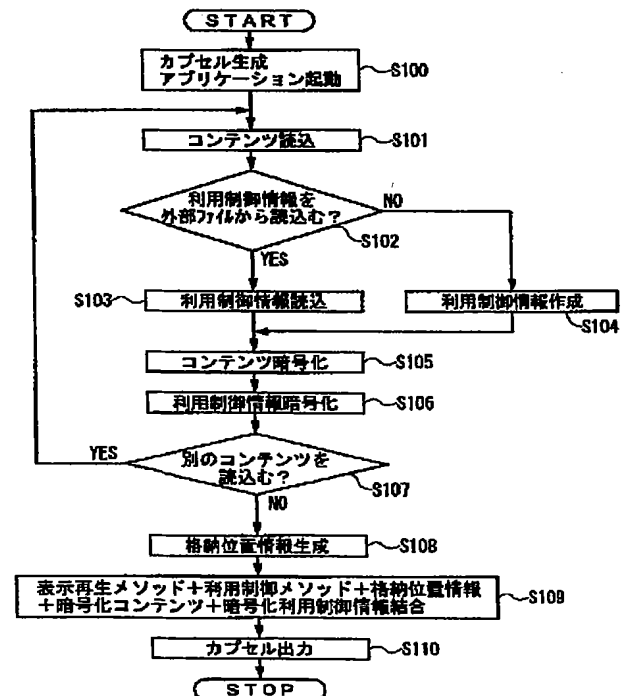 START
カプセル生成
アプリケーション起動
S100
コンテンツ読込
S101
利用制御情報を
外部ファイルから読込む？
S102
NO
YES
S103
利用制御情報読込
利用制御情報作成
S104
コンテンツ暗号化
S105
利用制御情報暗号化
S106
YES
別のコンテンツを
読込む？
S107
NO
格納位置情報生成
S108
表示再生メソッド＋利用制御メソッド＋格納位置情報
＋暗号化コンテンツ＋暗号化利用制御情報結合
S109
カプセル出力
S110
STOP